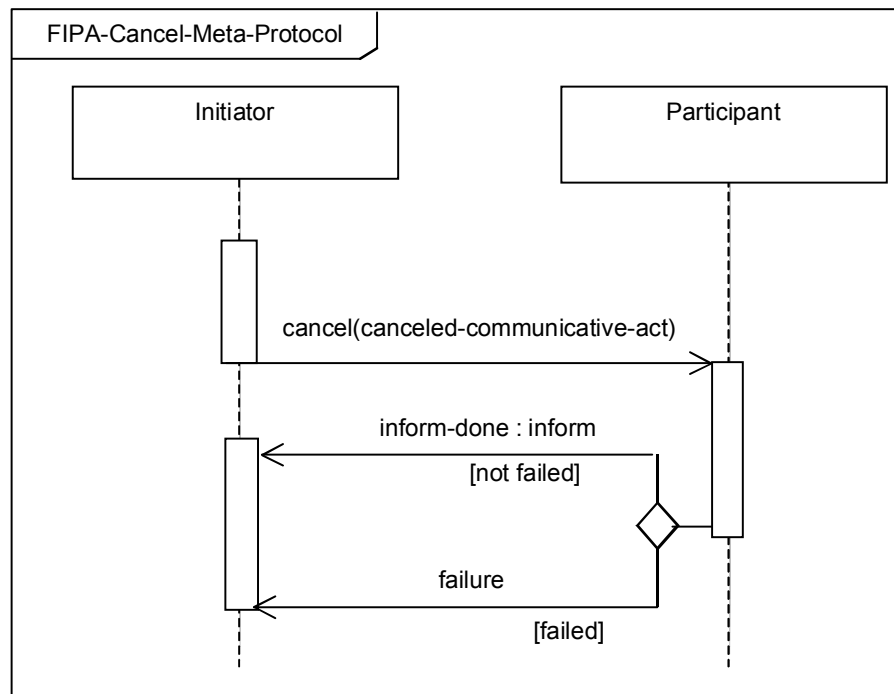 FIPA-Cancel-Meta-Protocol
Initiator
Participant
cancel(canceled-communicative-act)
inform-done : inform
[not failed]
failure
[failed]